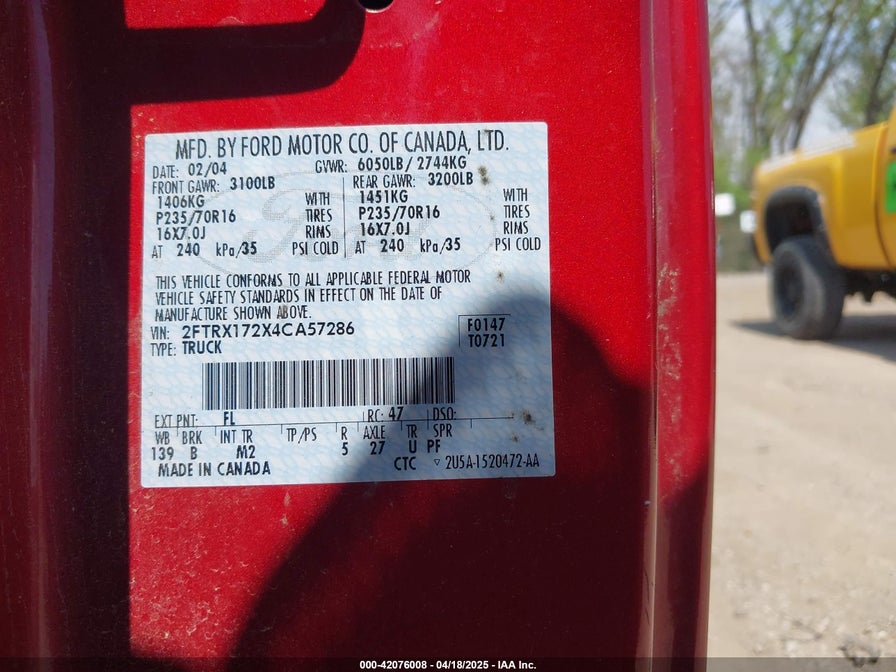 MFD. BY FORD MOTOR CO. OF CANADA, LTD.
DATE: 02/04 GVWR: 6050LB/ 2744KG
FRONT GAWR: 3100LB REAR GAWR: 3200LB
1406KG WITH 1451KG WITH
P235/70R16 TIRES P235/70R16 TIRES
16X7.0J RIMS 16X7.0J RIMS
AT 240 kPa/35 PSI COLD AT 240 kPa/35 PSI COLD
THIS VEHICLE CONFORMS TO ALL APPLICABLE FEDERAL MOTOR
VEHICLE SAFETY STANDARDS IN EFFECT ON THE DATE OF
MANUFACTURE SHOWN ABOVE.
VIN: 2FTRX172X4CA57286 F0147
TYPE: TRUCK T0721
EXT PNT: FL RC: 47 DSO:
WB BRK INT TR TP/PS R AXLE TR SPR
139 B M2 5 27 U PF
MADE IN CANADA CTC ▽ 2U5A-1520472-AA
000-42076008 - 04/18/2025 - IAA Inc.